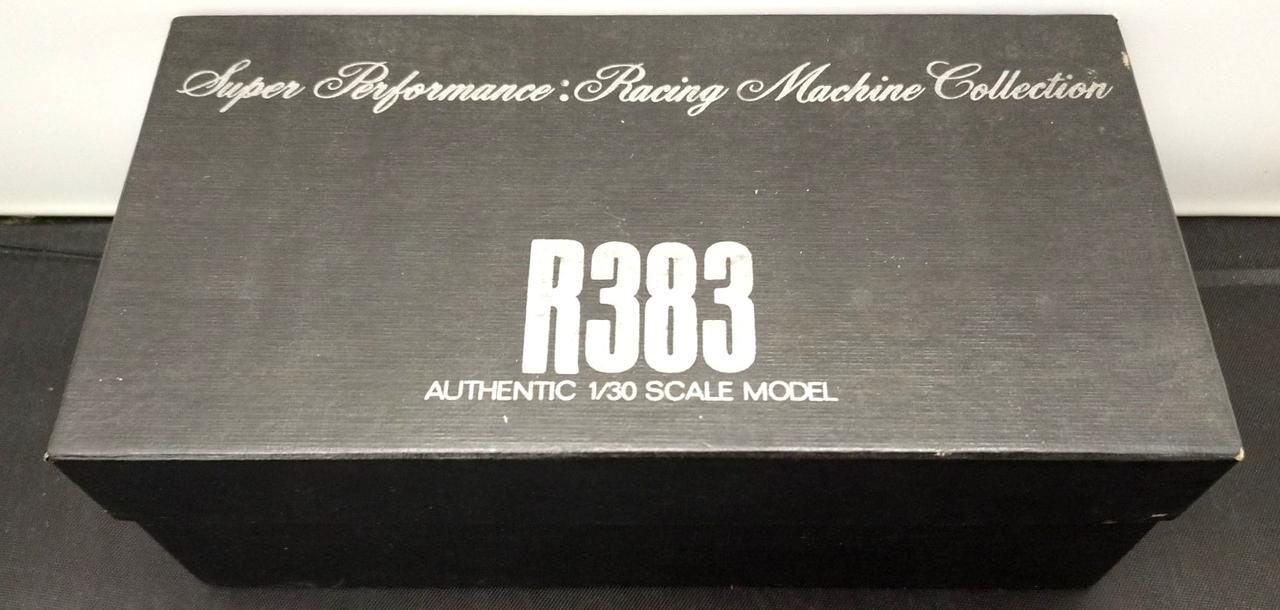 Super Performance: Racing Machine Collection
R383
AUTHENTIC 1/30 SCALE MODEL